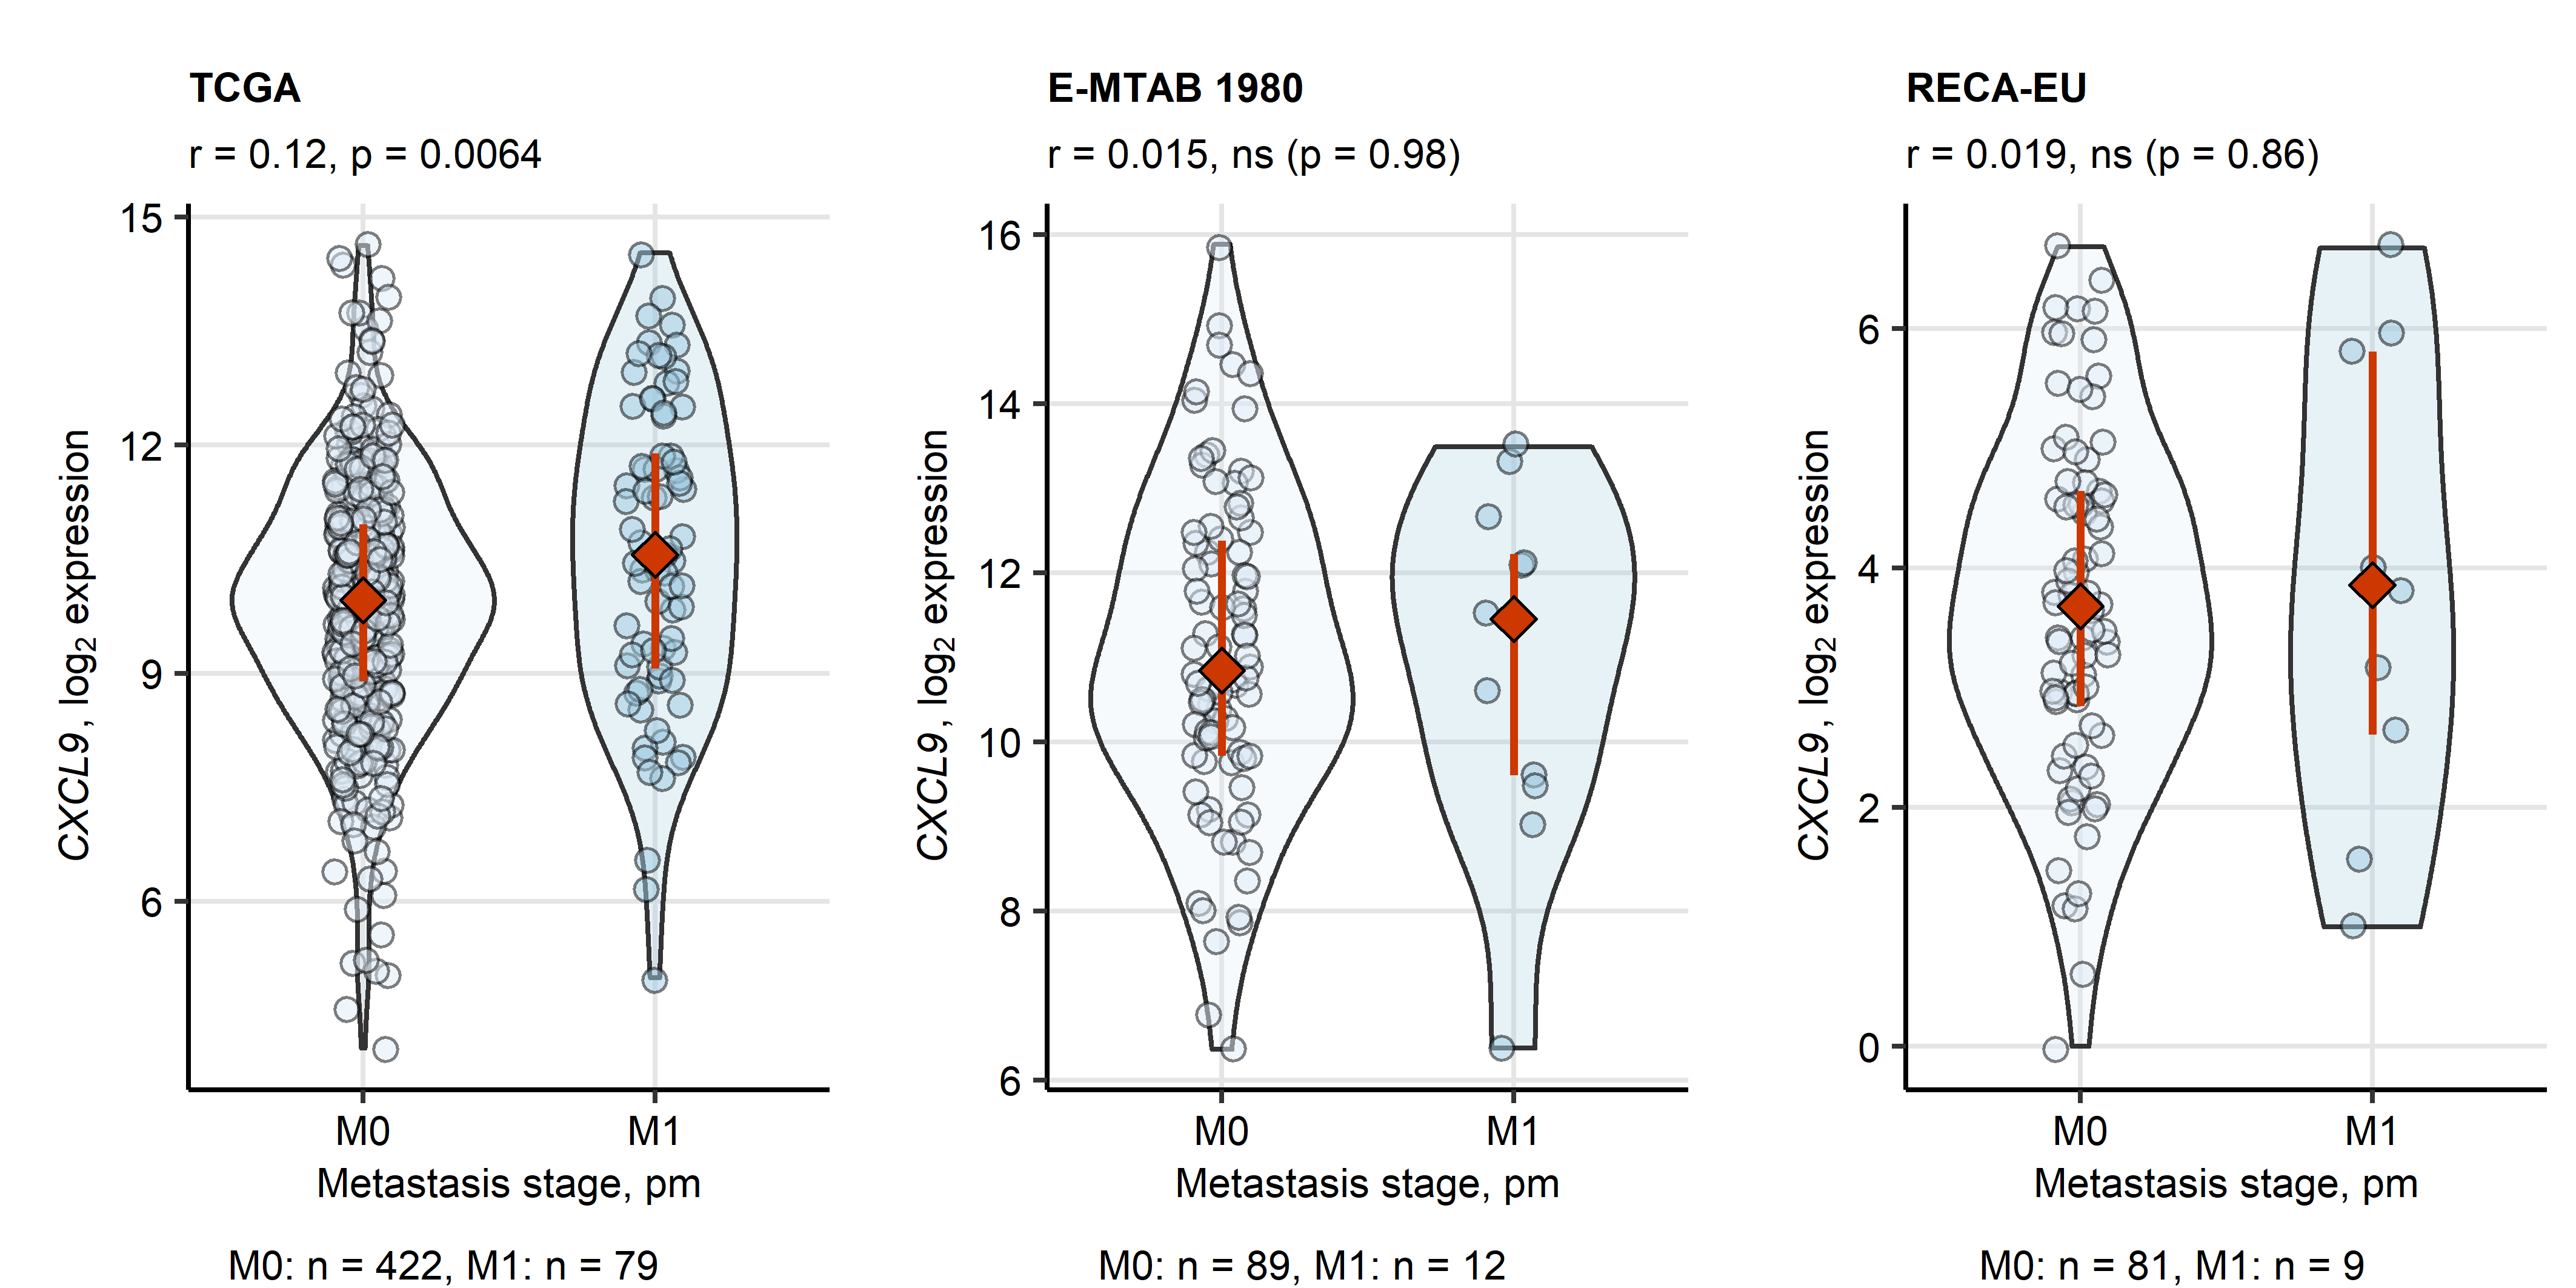 TCGA
r = 0.12, p = 0.0064
15
12
9
6
CXCL9, log₂ expression
M0 M1
Metastasis stage, pm
M0: n = 422, M1: n = 79
E-MTAB 1980
r = 0.015, ns (p = 0.98)
16
14
12
10
8
6
CXCL9, log₂ expression
M0 M1
Metastasis stage, pm
M0: n = 89, M1: n = 12
RECA-EU
r = 0.019, ns (p = 0.86)
6
4
2
0
CXCL9, log₂ expression
M0 M1
Metastasis stage, pm
M0: n = 81, M1: n = 9